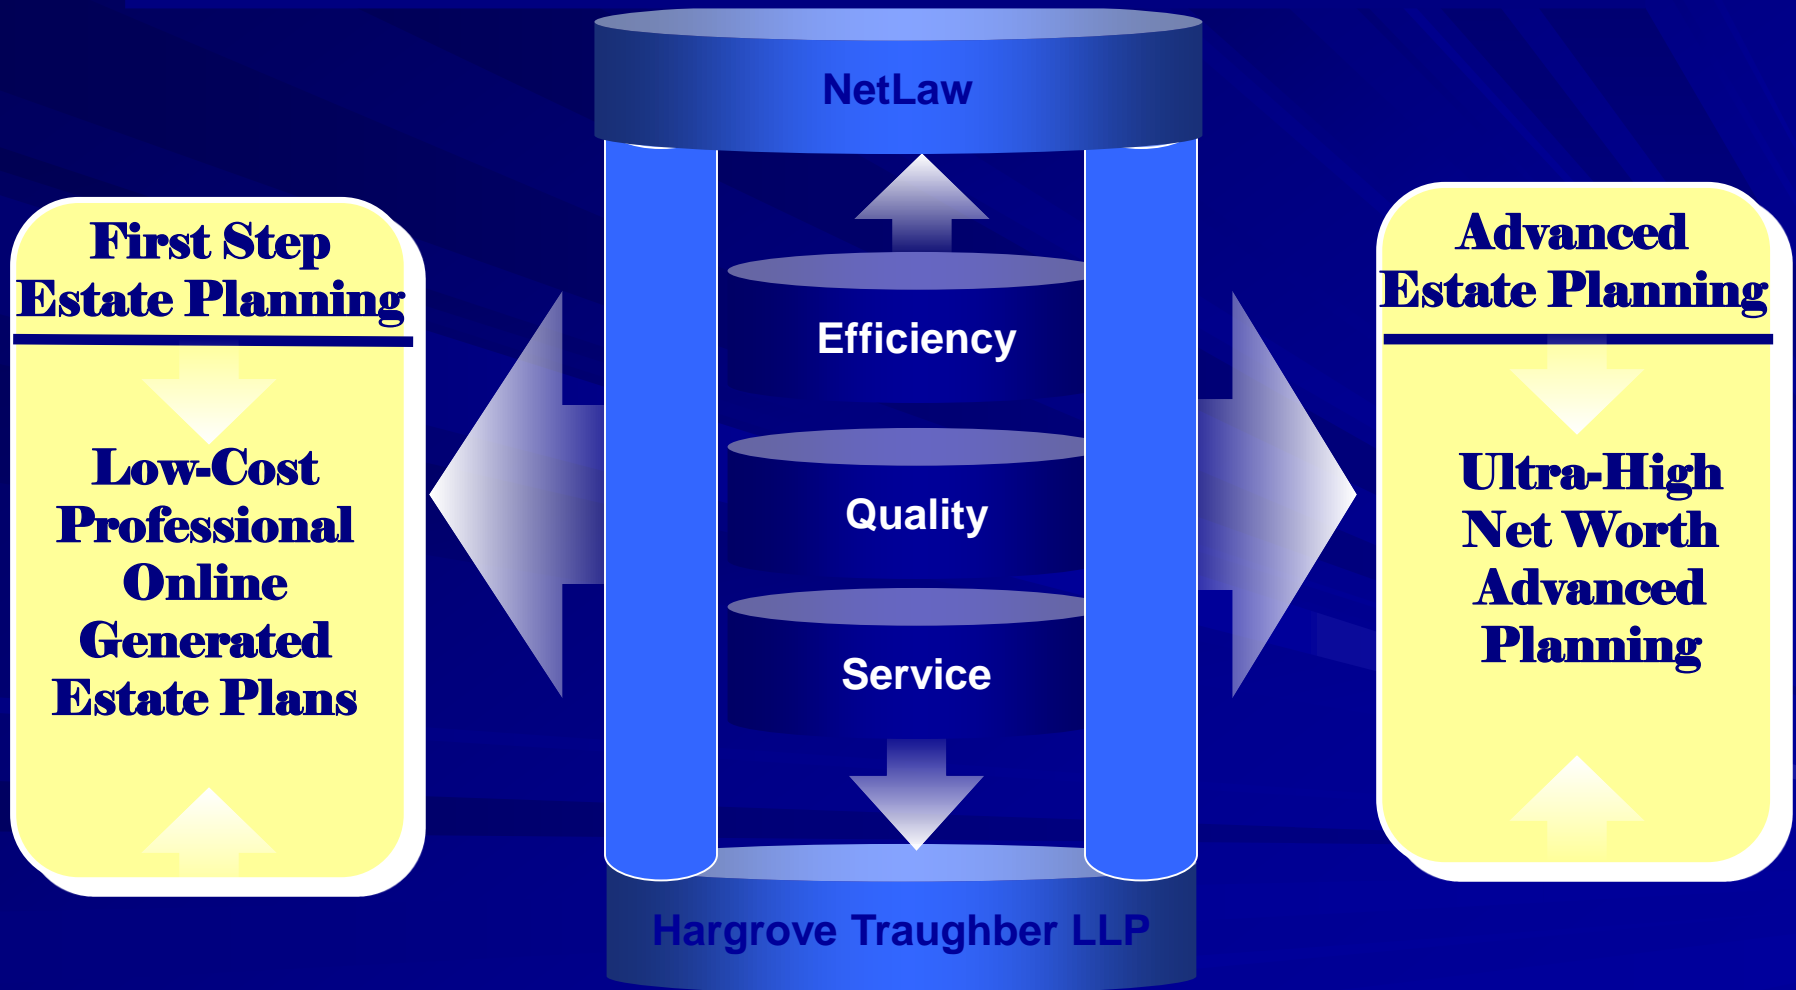 NetLaw
First Step
Estate Planning
Low-Cost
Professional
Online
Generated
Estate Plans
Efficiency
Quality
Service
Advanced
Estate Planning
Ultra-High
Net Worth
Advanced
Planning
Hargrove Traughber LLP